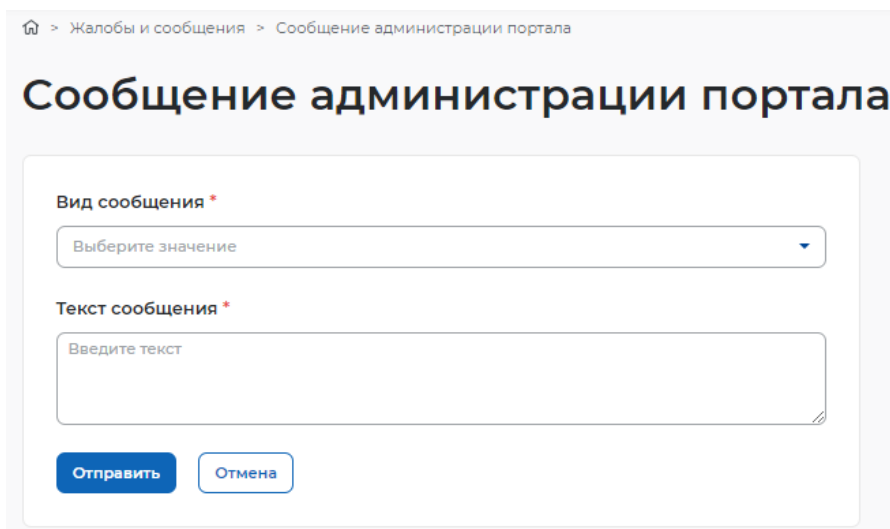 > Жалобы и сообщения > Сообщение администрации портала
Сообщение администрации портала
Вид сообщения *
Выберите значение
Текст сообщения *
Введите текст
Отправить Отмена